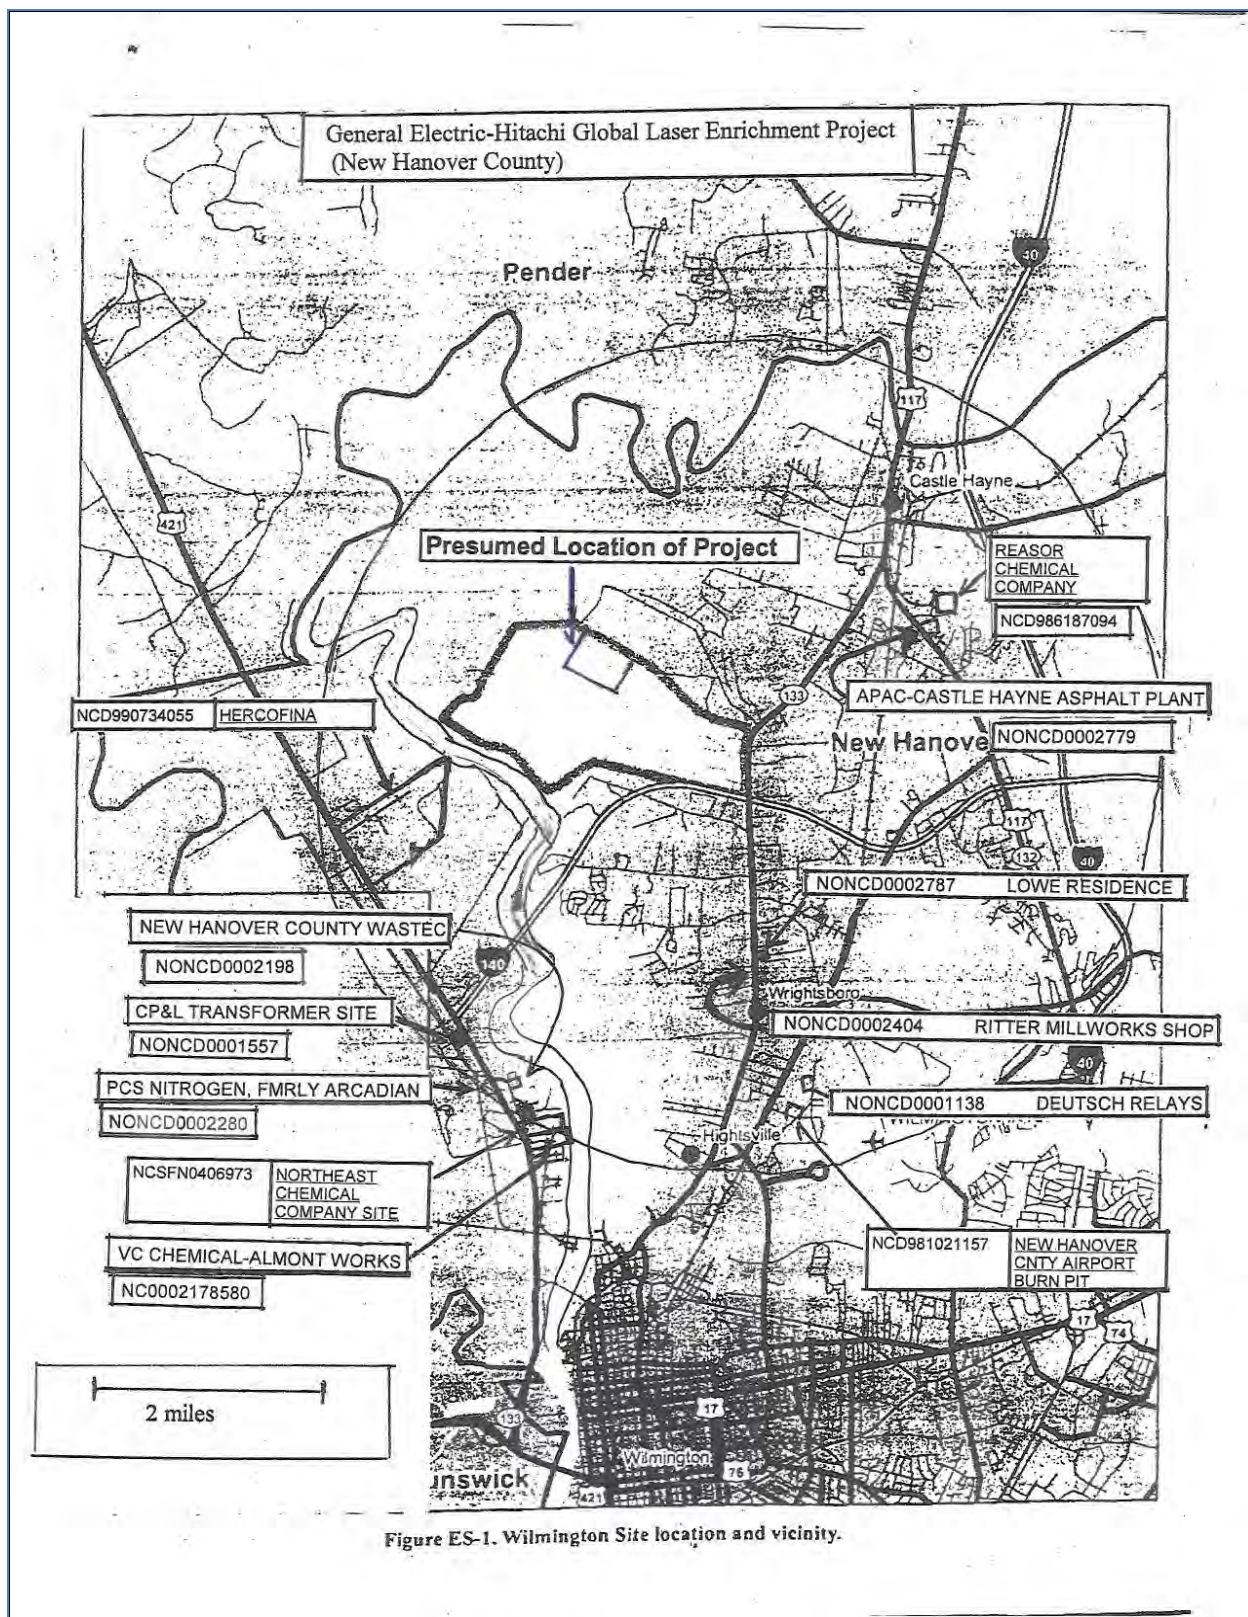 General Electric-Hitachi Global Laser Enrichment Project
(New Hanover County)
40
Pender
117
Castle Hayne
421
Presumed Location of Project
REASOR
CHEMICAL
COMPANY
NCD986187094
133
APAC-CASTLE HAYNE ASPHALT PLANT
NCD990734055 HERCOFINA
New Hanove
NONCD0002779
117
132
40
NONCD0002787 LOWE RESIDENCE
NEW HANOVER COUNTY WASTEC
NONCD0002198
140
Wrightsboro
CP&L TRANSFORMER SITE
NONCD0001557
NONCD0002404 RITTER MILLWORKS SHOP
40
PCS NITROGEN, FMRLY ARCADIAN
NONCD0002280
NONCD0001138 DEUTSCH RELAYS
WILMINGTON
Hightsville
NCSFN0406973
NORTHEAST
CHEMICAL
COMPANY SITE
VC CHEMICAL-ALMONT WORKS
NC0002178580
NCD981021157
NEW HANOVER
CNTY AIRPORT
BURN PIT
17
74
2 miles
133
17
Wilmington
76
unswick
421
Figure ES-1. Wilmington Site location and vicinity.